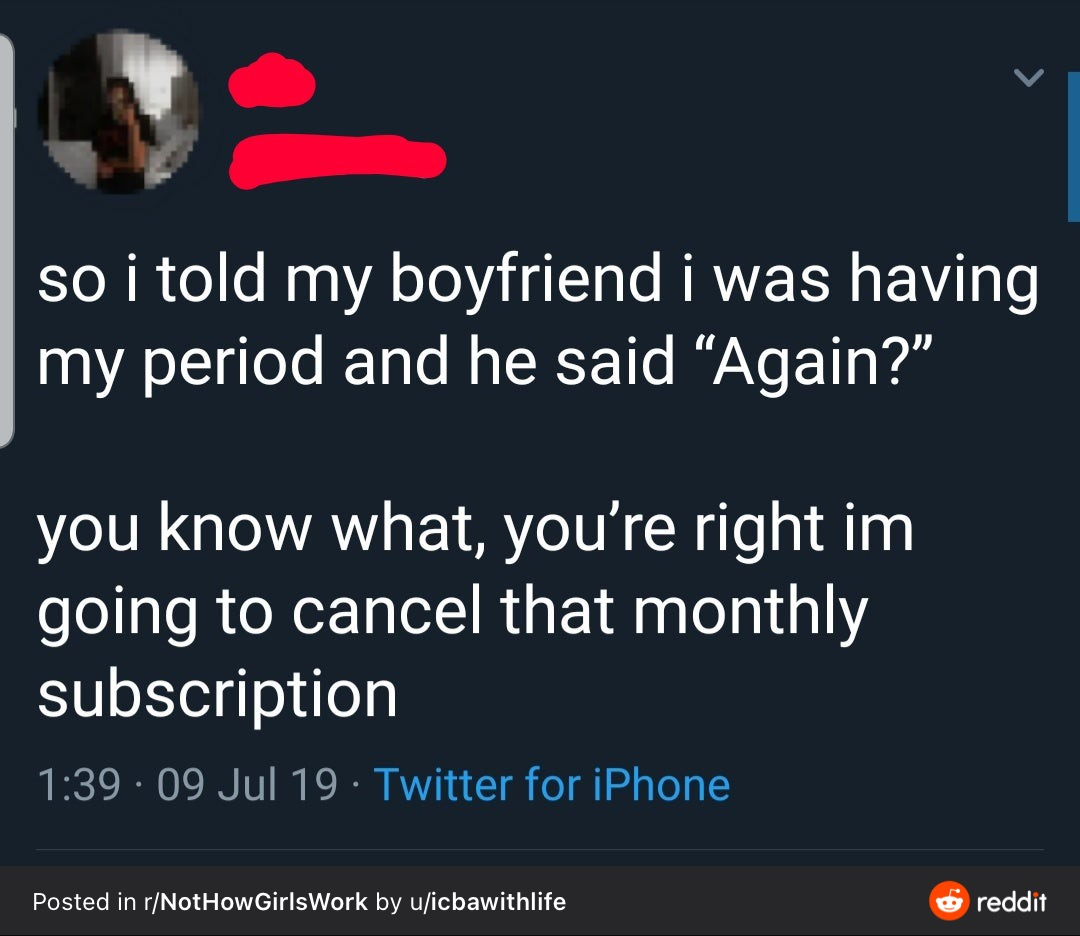 so i told my boyfriend i was having
my period and he said “Again?”
you know what, you’re right im
going to cancel that monthly
subscription
1:39 · 09 Jul 19 · Twitter for iPhone
Posted in r/NotHowGirlsWork by u/icbawithlife
reddit